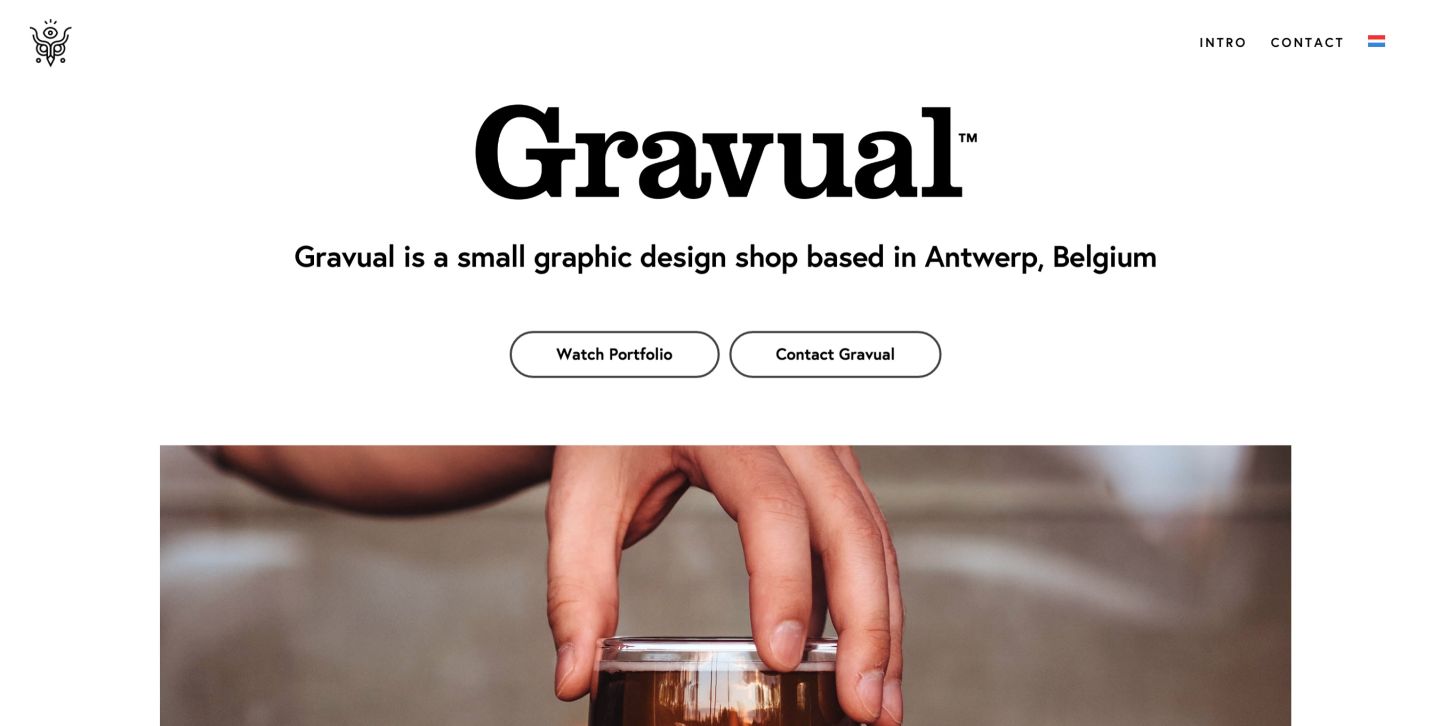 INTRO CONTACT
Gravual™
Gravual is a small graphic design shop based in Antwerp, Belgium
Watch Portfolio
Contact Gravual